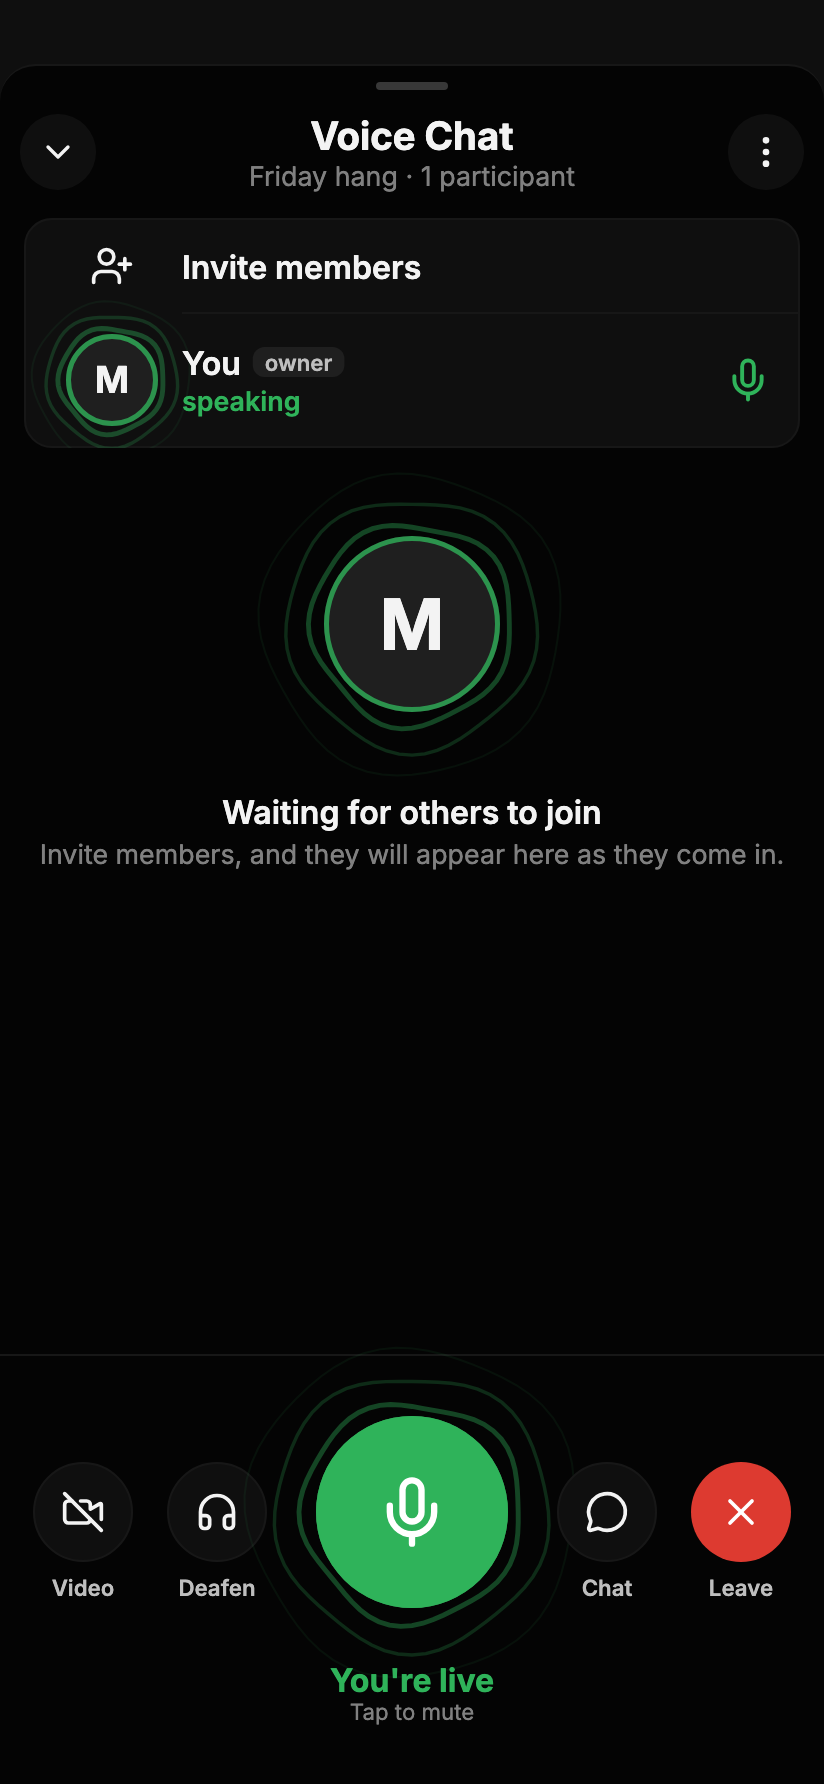 Voice Chat
Friday hang · 1 participant
Invite members
M
You owner
speaking
M
Waiting for others to join
Invite members, and they will appear here as they come in.
Video
Deafen
Chat
Leave
You're live
Tap to mute